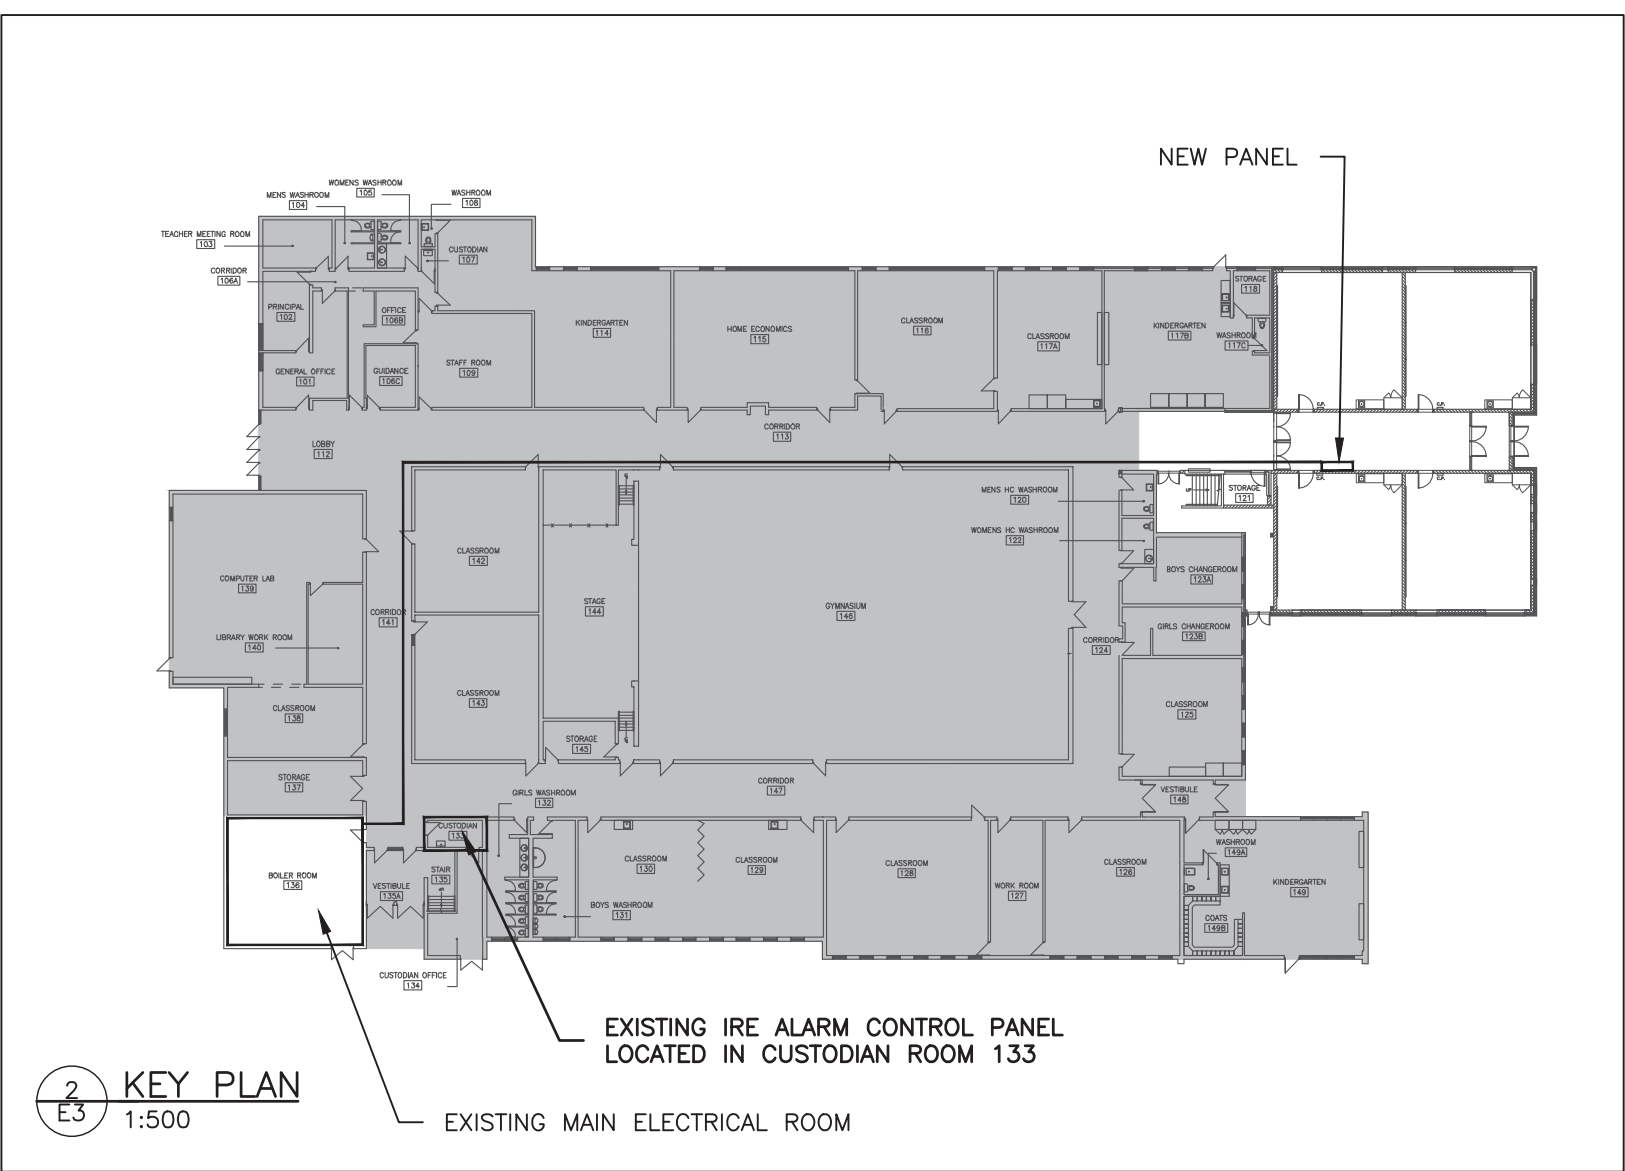 NEW PANEL
WOMENS WASHROOM
105
MENS WASHROOM
104
WASHROOM
108
TEACHER MEETING ROOM
103
CUSTODIAN
107
CORRIDOR
106A
PRINCIPAL
102
OFFICE
106B
GENERAL OFFICE
101
GUIDANCE
106C
STAFF ROOM
109
KINDERGARTEN
114
HOME ECONOMICS
115
CLASSROOM
116
CLASSROOM
117A
KINDERGARTEN
117B
STORAGE
118
WASHROOM
117C
LOBBY
112
CORRIDOR
113
MENS HC WASHROOM
120
STORAGE
121
WOMENS HC WASHROOM
122
CLASSROOM
142
COMPUTER LAB
139
STAGE
144
GYMNASIUM
146
BOYS CHANGEROOM
123A
CORRIDOR
141
LIBRARY WORK ROOM
140
GIRLS CHANGEROOM
123B
CORRIDOR
124
CLASSROOM
143
CLASSROOM
138
CLASSROOM
125
STORAGE
145
STORAGE
137
CORRIDOR
147
VESTIBULE
148
GIRLS WASHROOM
132
CUSTODIAN
133
CLASSROOM
130
CLASSROOM
129
CLASSROOM
128
WORK ROOM
127
CLASSROOM
126
WASHROOM
149A
KINDERGARTEN
149
BOILER ROOM
136
VESTIBULE
135A
STAIR
135
BOYS WASHROOM
131
COATS
149B
CUSTODIAN OFFICE
134
EXISTING IRE ALARM CONTROL PANEL
LOCATED IN CUSTODIAN ROOM 133
2
E3
KEY PLAN
1:500
EXISTING MAIN ELECTRICAL ROOM